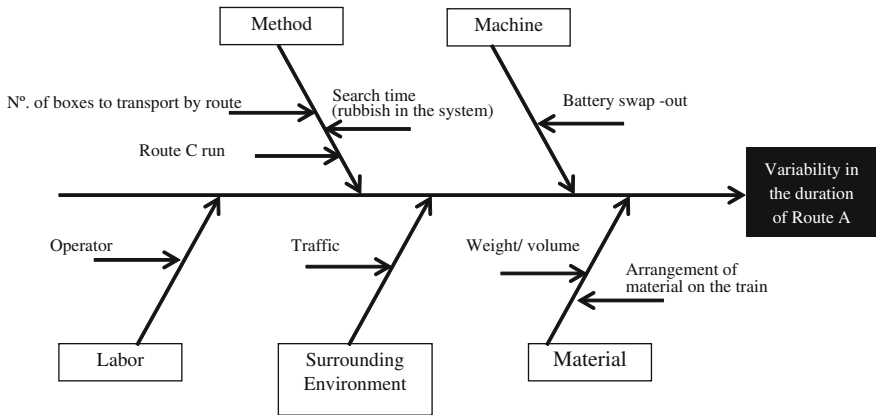 Method
Machine
Nº. of boxes to transport by route
Search time
(rubbish in the system)
Battery swap -out
Route C run
Variability in
the duration
of Route A
Operator
Traffic
Weight/ volume
Arrangement of
material on the train
Labor
Surrounding
Environment
Material